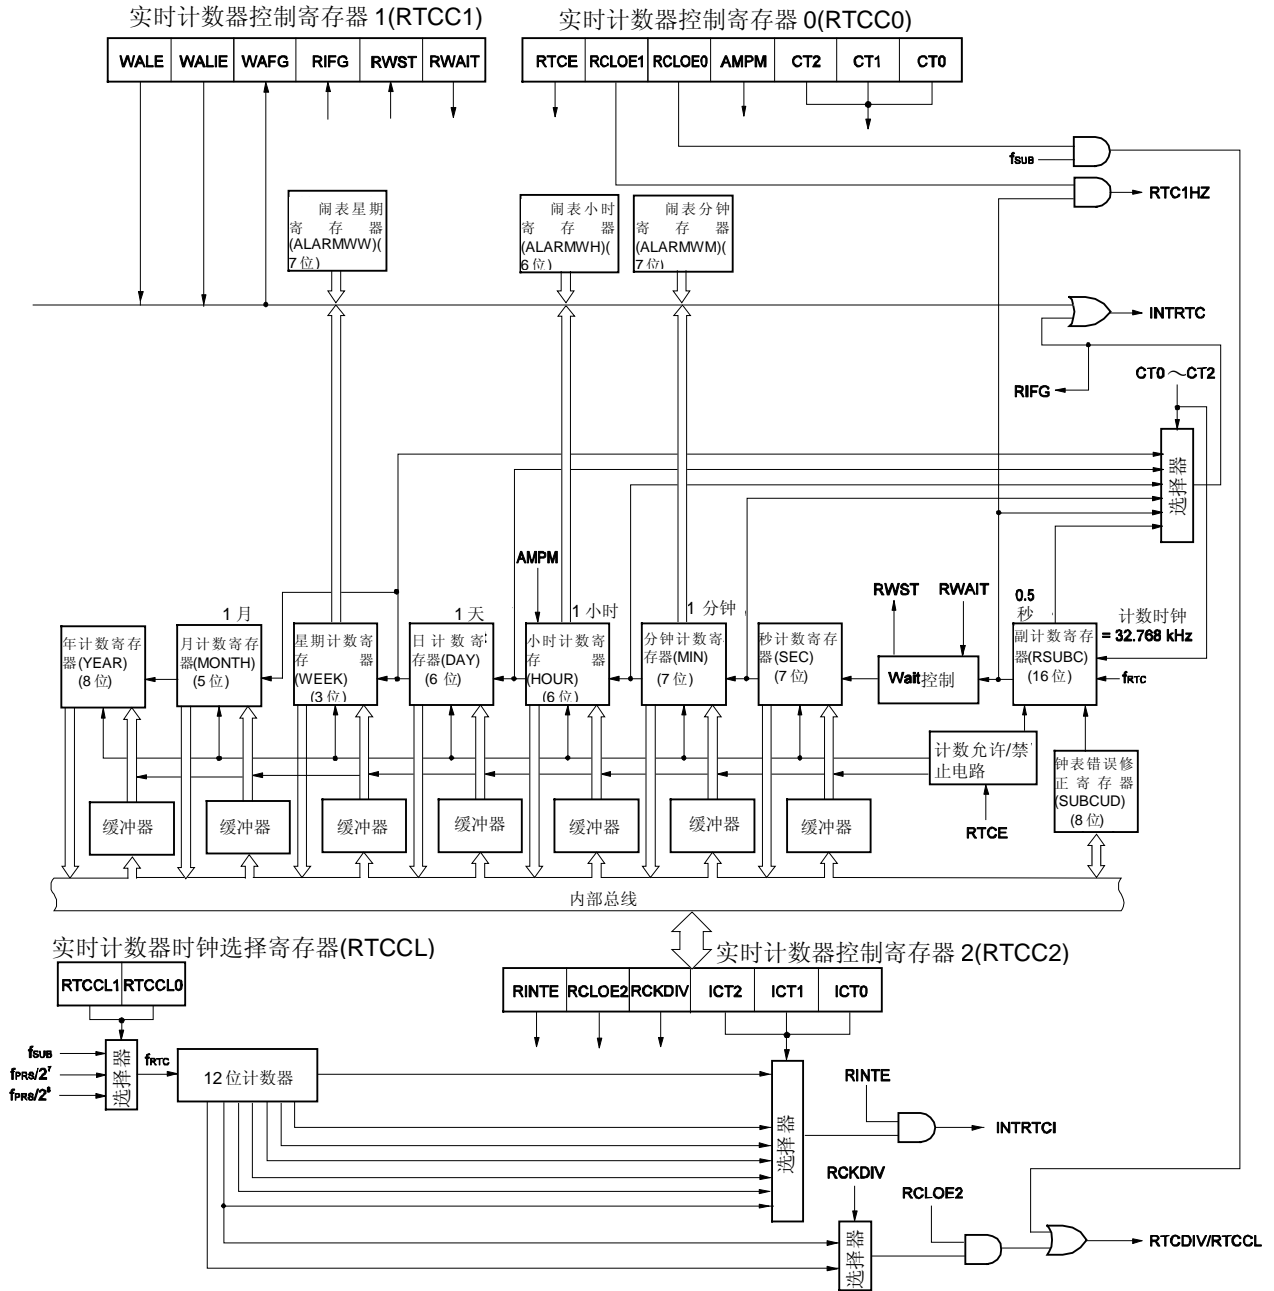 实时计数器控制寄存器 1(RTCC1)
实时计数器控制寄存器 0(RTCC0)
WALE WALIE WAFG RIFG RWST RWAIT
RTCE RCLOE1 RCLOE0 AMPM CT2 CT1 CT0
fSUB
RTC1HZ
闹表星期
寄存器
(ALARMWW)(
7位)
闹表小时
寄存器
(ALARMWH)(
6位)
闹表分钟
寄存器
(ALARMWM)(
7位)
INTRTC
CT0～CT2
RIFG
选择器
AMPM
RWST
RWAIT
0.5
秒
计数时钟
= 32.768 kHz
1月
1天
1小时
1 分钟
年计数寄存
器(YEAR)
(8 位)
月计数寄存
器(MONTH)
(5 位)
星期计数寄
存器
(WEEK)
(3位)
日计数寄
存器(DAY)
(6 位)
小时计数寄
存器
(HOUR)
(6位)
分钟计数寄
存器(MIN)
(7 位)
秒计数寄存
器(SEC)
(7 位)
Wait控制
副计数寄存
器(RSUBC)
(16 位)
fRTC
计数允许/禁
止电路
RTCE
钟表错误修
正寄存器
(SUBCUD)
(8位)
缓冲器
缓冲器
缓冲器
缓冲器
缓冲器
缓冲器
缓冲器
内部总线
实时计数器时钟选择寄存器(RTCCL)
实时计数器控制寄存器 2(RTCC2)
RTCCL1 RTCCL0
RINTE RCLOE2 RCKDIV ICT2 ICT1 ICT0
fSUB
fPRS/2⁷
fPRS/2⁸
选择器
fRTC
12位计数器
选择器
RINTE
INTRTCI
RCKDIV
RCLOE2
选择器
RTCDIV/RTCCL